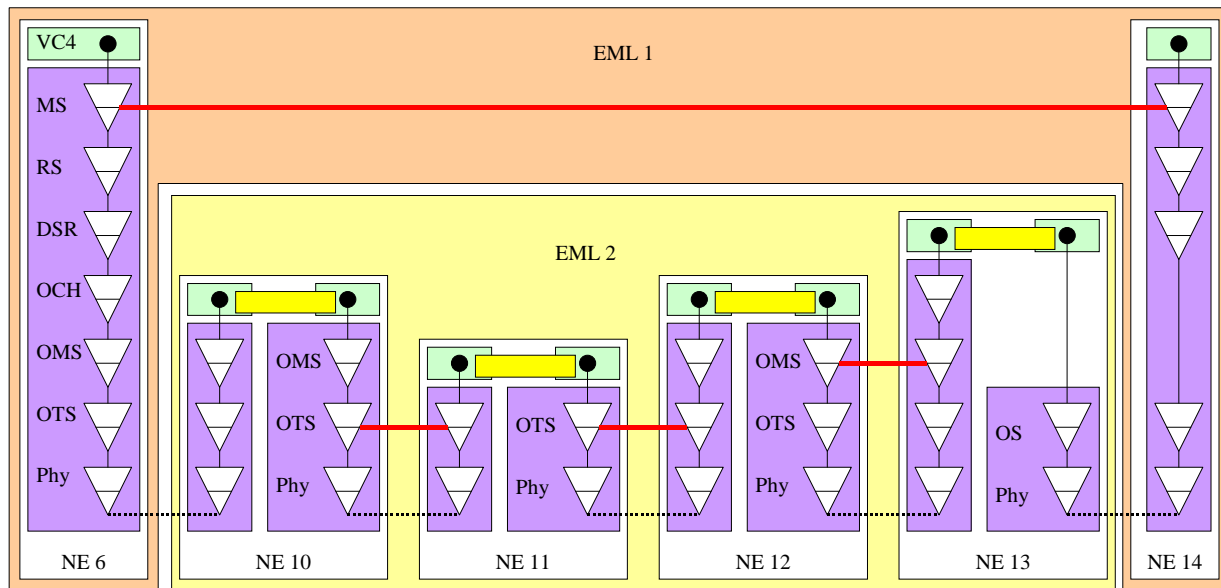 VC4
EML 1
MS
RS
DSR
EML 2
OCH
OMS
OMS
OMS
OTS
OTS
OTS
OTS
OS
Phy
Phy
Phy
Phy
Phy
NE 6
NE 10
NE 11
NE 12
NE 13
NE 14